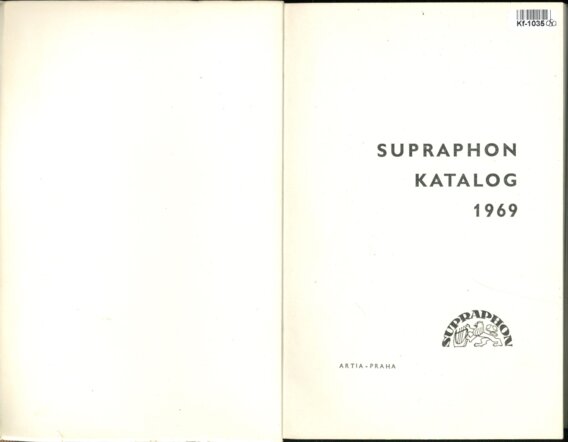 Kf-1035
SUPRAPHON
KATALOG
1969
SUPRAPHON
ARTIA - PRAHA